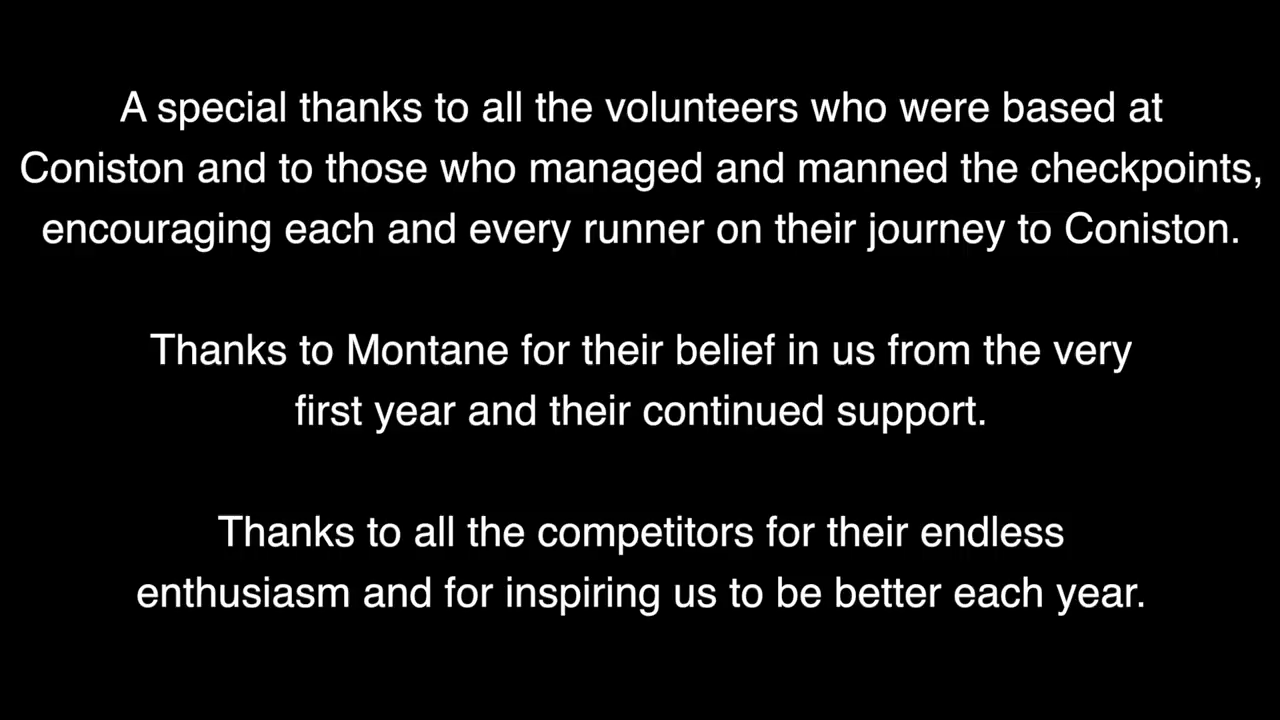 A special thanks to all the volunteers who were based at
Coniston and to those who managed and manned the checkpoints,
encouraging each and every runner on their journey to Coniston.
Thanks to Montane for their belief in us from the very
first year and their continued support.
Thanks to all the competitors for their endless
enthusiasm and for inspiring us to be better each year.